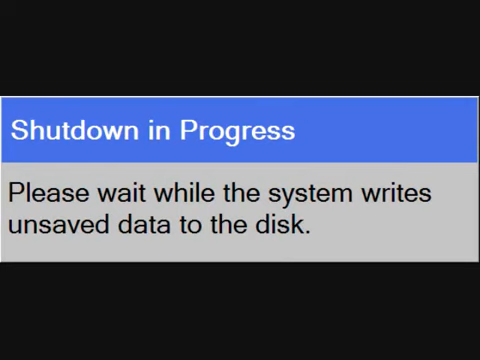 Shutdown in Progress
Please wait while the system writes
unsaved data to the disk.